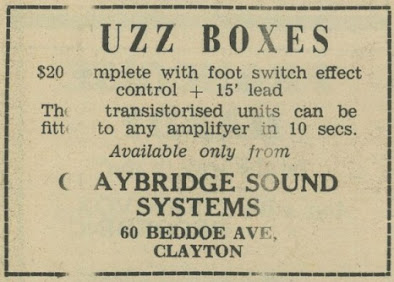 UZZ BOXES
$20 mplete with foot switch effect
control + 15' lead
The transistorised units can be
fitt to any amplifyer in 10 secs.
Available only from
C AYBRIDGE SOUND
SYSTEMS
60 BEDDOE AVE,
CLAYTON